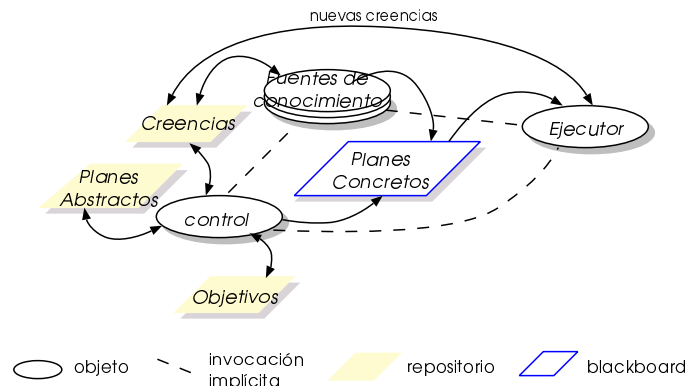 nuevas creencias
Fuentes de
conocimiento
Creencias
Ejecutor
Planes
Concretos
Planes
Abstractos
control
Objetivos
objeto
invocación
implícita
repositorio
blackboard